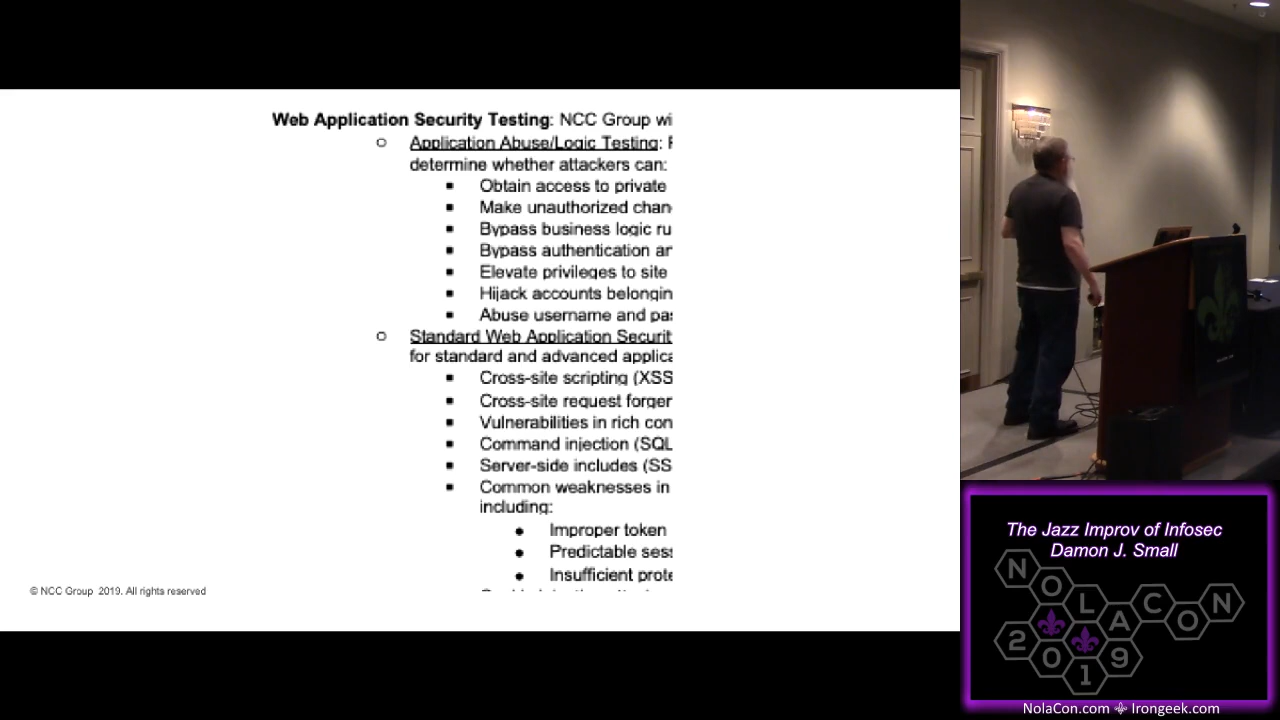 Web Application Security Testing: NCC Group wi
Application Abuse/Logic Testing:
determine whether attackers can:
Obtain access to private
Make unauthorized chan
Bypass business logic ru
Bypass authentication an
Elevate privileges to site
Hijack accounts belongin
Abuse username and pas
Standard Web Application Securit
for standard and advanced applica
Cross-site scripting (XSS
Cross-site request forger
Vulnerabilities in rich con
Command injection (SQL
Server-side includes (SS
Common weaknesses in
including:
Improper token
Predictable sess
Insufficient prote
© NCC Group 2019. All rights reserved
The Jazz Improv of Infosec
Damon J. Small
NOLACON
2019
NolaCon.com Irongeek.com